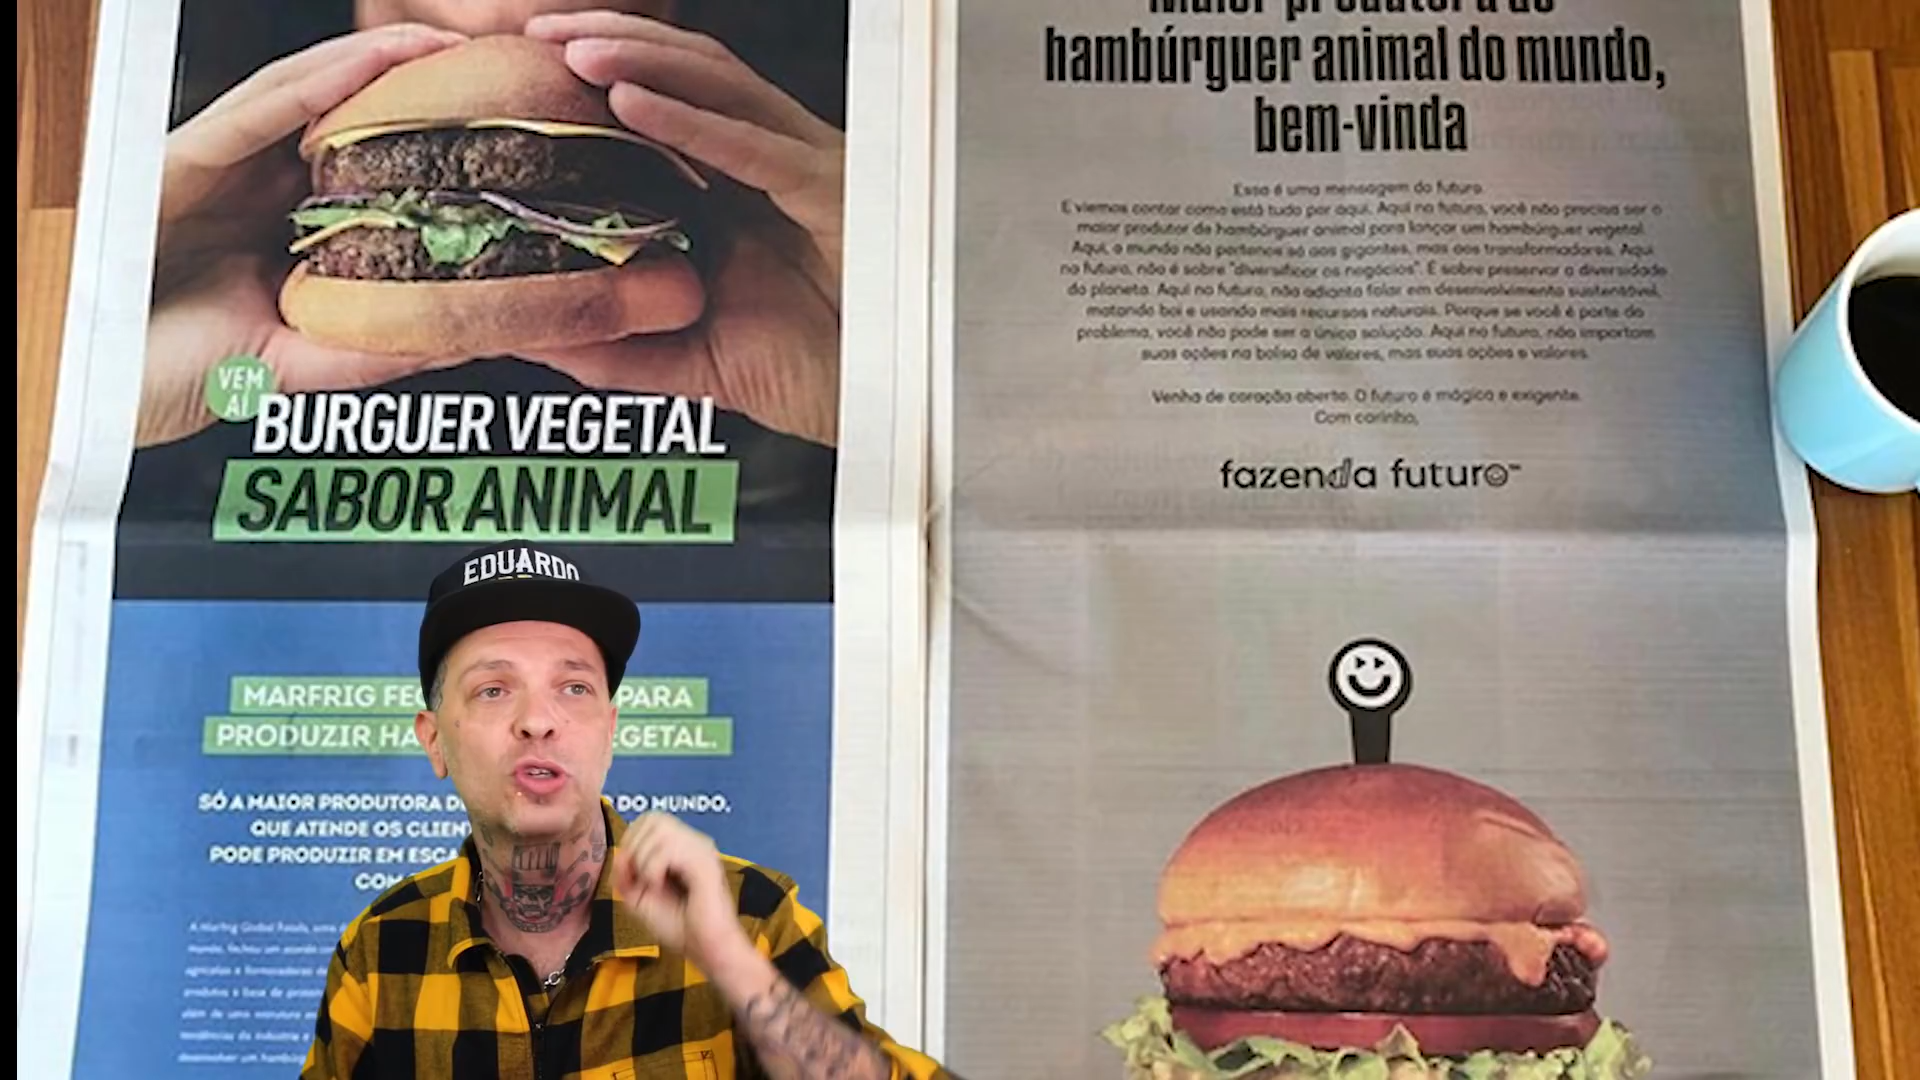 VEM
AÍ
BURGUER VEGETAL
SABOR ANIMAL
EDUARDO
MARFRIG PARA
PRODUZIR
SÓ A MAIOR PRODUTORA DO MUNDO,
QUE ATENDE OS
PODE PRODUZIR EM
hambúrguer animal do mundo,
bem-vinda
Essa é uma mensagem do futuro.
E viemos contar como está tudo por aqui. Aqui no futuro, você não precisa ser o
maior produtor de hambúrguer animal para lançar um hambúrguer vegetal.
Aqui, o mundo não pertence só aos gigantes, mas aos transformadores. Aqui
no futuro, não é sobre "diversificar os negócios". É sobre preservar a diversidade
do planeta. Aqui no futuro, não adianta falar em desenvolvimento sustentável,
matando boi e usando mais recursos naturais. Porque se você é parte do
problema, você não pode ser a única solução. Aqui no futuro, não importam
suas ações na bolsa de valores, mas suas ações e valores.
Venha de coração aberto. O futuro é mágico e exigente.
Com carinho,
fazenda futuro™